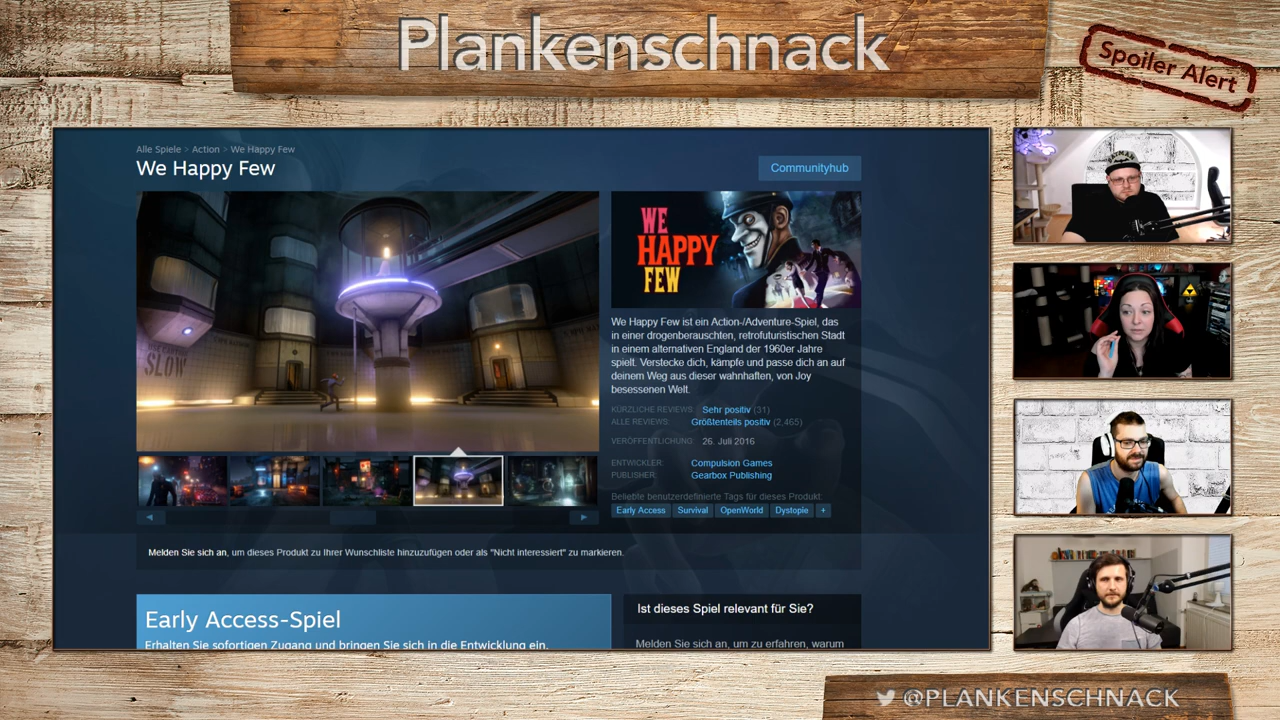 Plankenschnack
Spoiler Alert
Alle Spiele > Action > We Happy Few
We Happy Few
Communityhub
SLOW
WE
HAPPY
FEW
We Happy Few ist ein Action-/Adventure-Spiel, das
in einer drogenberauschten, retrofuturistischen Stadt
in einem alternativen England der 1960er Jahre
spielt. Verstecke dich, kämpfe und passe dich an auf
deinem Weg aus dieser wahnhaften, von Joy
besessenen Welt.
KÜRZLICHE REVIEWS: Sehr positiv (31)
ALLE REVIEWS: Größtenteils positiv (2,465)
VERÖFFENTLICHUNG: 26. Juli 2016
ENTWICKLER: Compulsion Games
PUBLISHER: Gearbox Publishing
Beliebte benutzerdefinierte Tags für dieses Produkt:
Early Access Survival OpenWorld Dystopie +
Melden Sie sich an, um dieses Produkt zu Ihrer Wunschliste hinzuzufügen oder als "Nicht interessiert" zu markieren.
Early Access-Spiel
Erhalten Sie sofortigen Zugang und bringen Sie sich in die Entwicklung ein.
Ist dieses Spiel relevant für Sie?
Melden Sie sich an, um zu erfahren, warum
@PLANKENSCHNACK